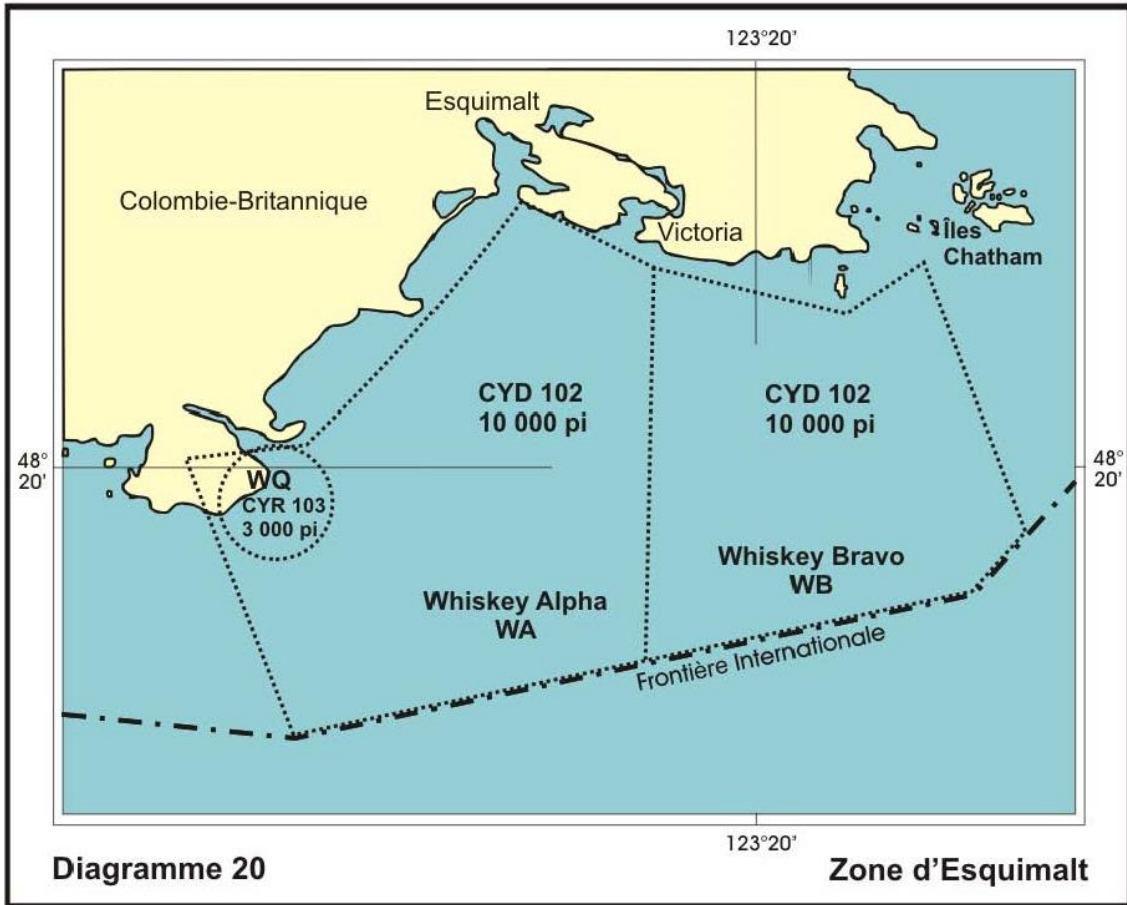 123°20’
Esquimalt
Colombie-Britannique
Victoria
Îles
Chatham
CYD 102
10 000 pi
CYD 102
10 000 pi
48°
20’
48°
20’
WQ
CYR 103
3 000 pi
Whiskey Bravo
WB
Whiskey Alpha
WA
Frontière Internationale
123°20’
Diagramme 20
Zone d’Esquimalt